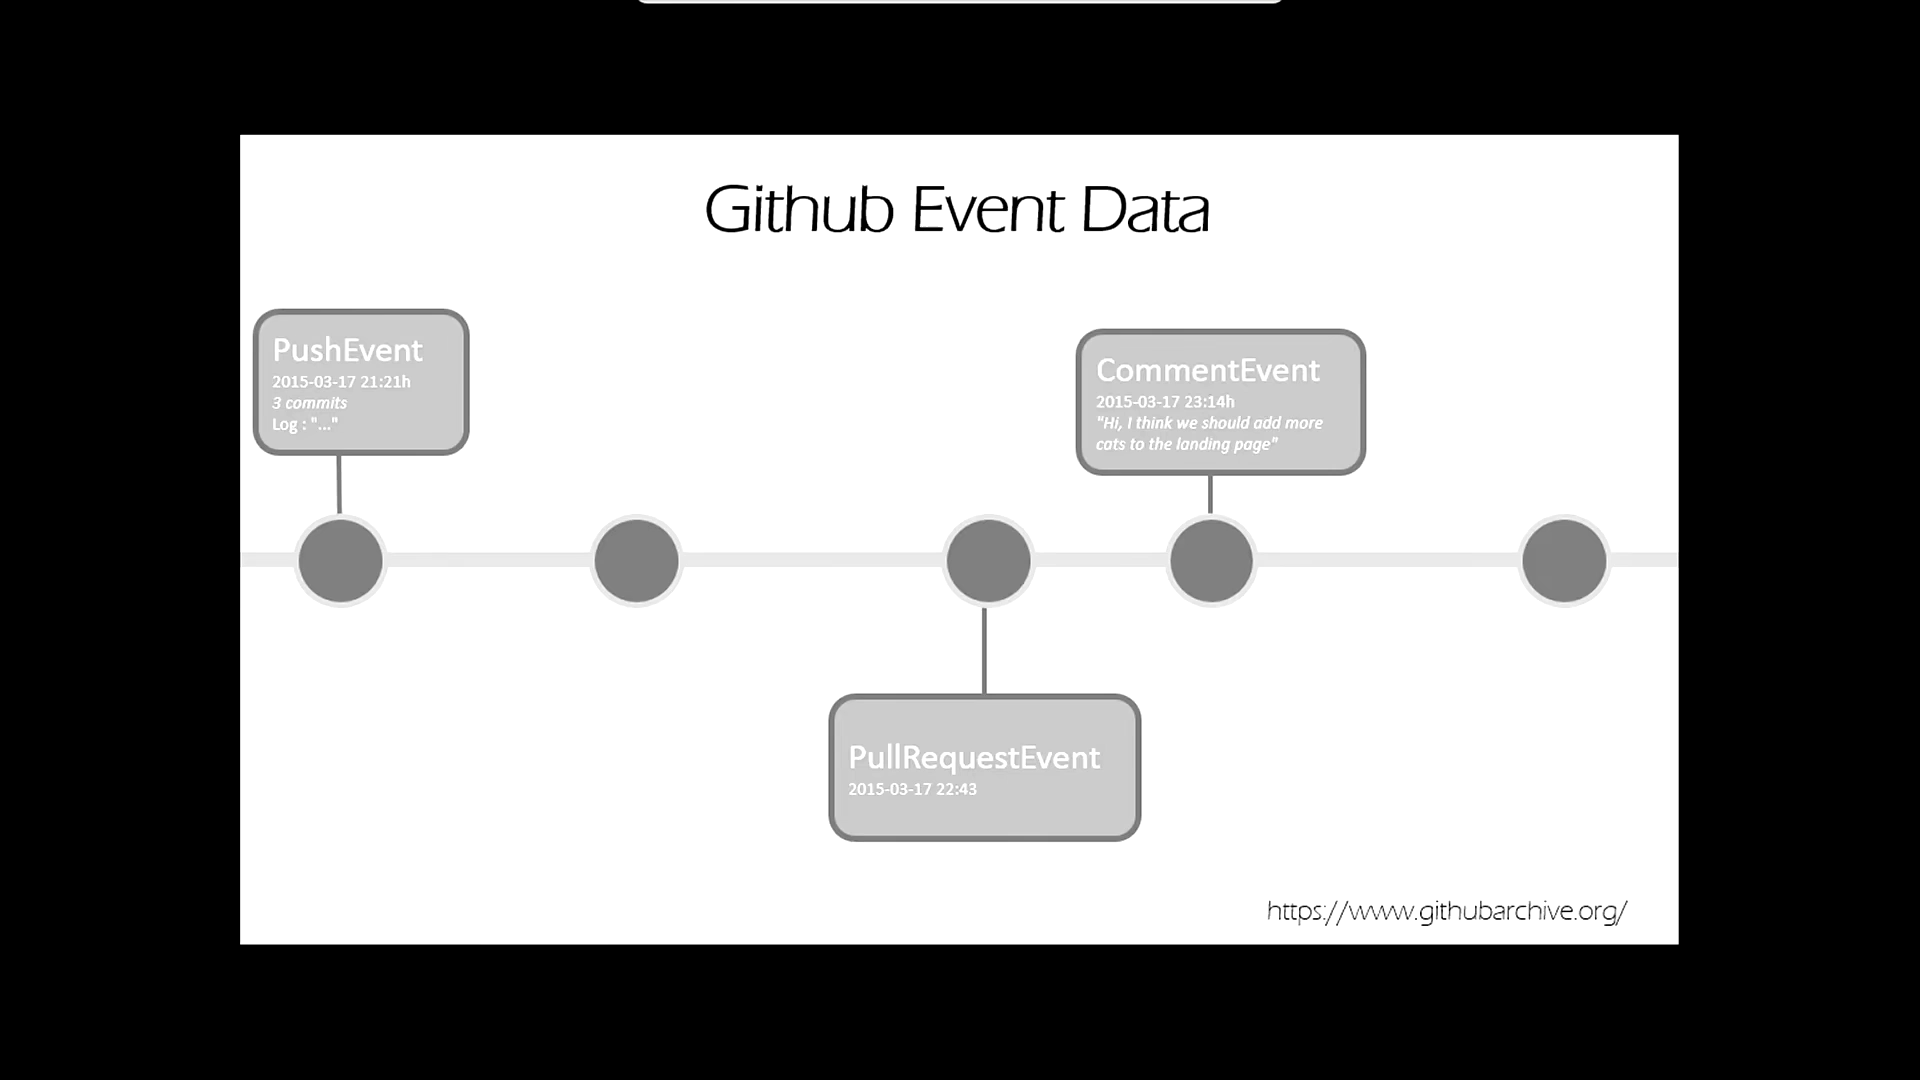 Github Event Data
PushEvent
2015-03-17 21:21h
3 commits
Log : "..."
CommentEvent
2015-03-17 23:14h
"Hi, I think we should add more
cats to the landing page"
PullRequestEvent
2015-03-17 22:43
https://www.githubarchive.org/